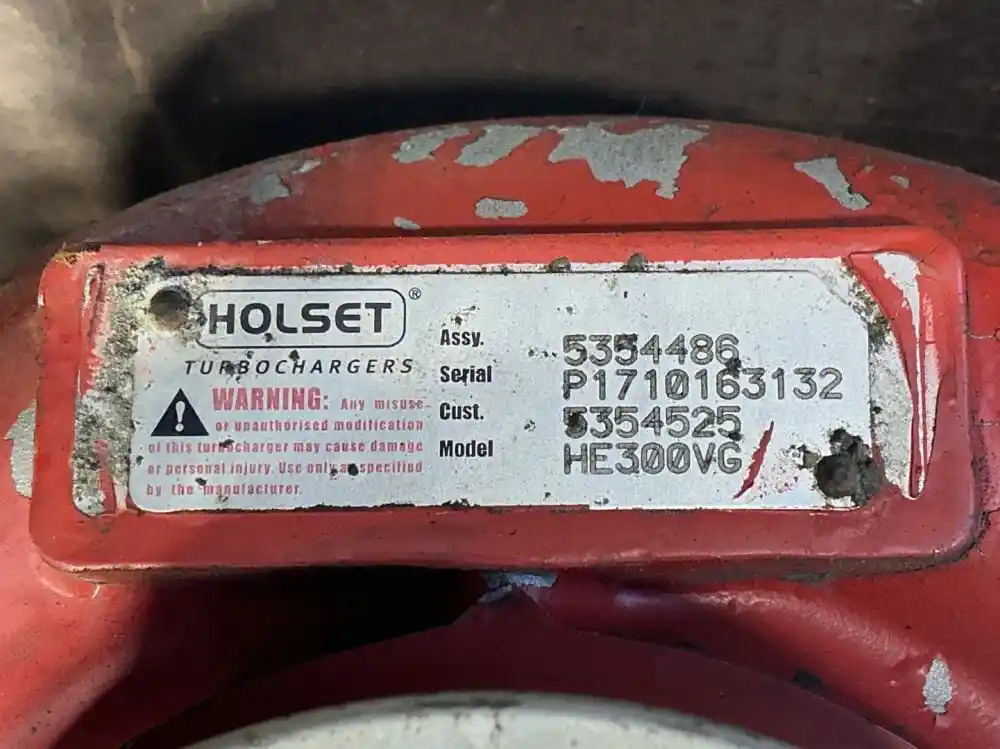 HOLSET®
TURBOCHARGERS
WARNING: Any misuse
or unauthorised modification
of this turbocharger may cause damage
or personal injury. Use only as specified
by the manufacturer.
Assy. 5354486
Serial P1710163132
Cust. 5354525
Model HE300VG